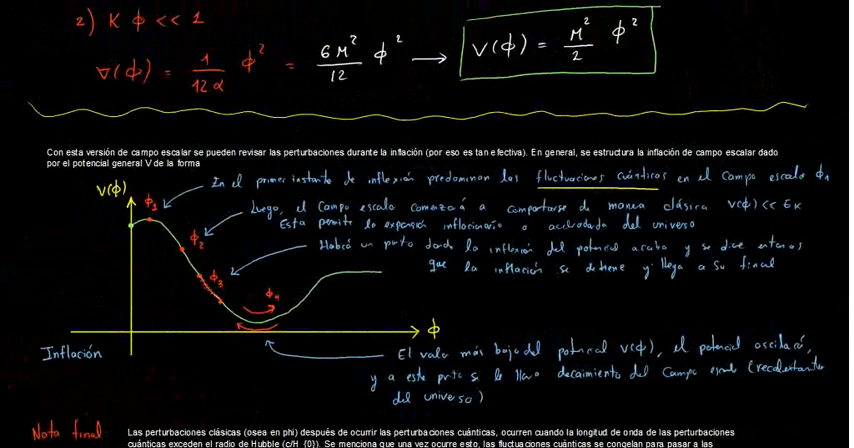 2) K ϕ << 1
V(ϕ) = 1/12α ϕ² = 6M²/12 ϕ² → V(ϕ) = M²/2 ϕ²
Con esta versión de campo escalar se pueden revisar las perturbaciones durante la inflación (por eso es tan efectiva). En general, se estructura la inflación de campo escalar dado
por el potencial general V de la forma
V(ϕ)
En el primer instante de inflexión predominan las fluctuaciones cuánticas en el campo escalar ϕ₁
ϕ₁
Luego, el campo escalar comenzará a comportarse de manera clásica V(ϕ) << Eₖ
Esta permite la expansión inflacionaria o acelerada del universo
ϕ₂
Habrá un punto donde la inflexión del potencial acaba y se dice entonces
que la inflación se detiene y llega a su final
ϕ₃
ϕ₄
ϕ
Inflación
El valor más bajo del potencial V(ϕ), el potencial oscilará,
y a este punto se le llama decaimiento del campo escalar (recalentamiento
del universo)
Nota final:
Las perturbaciones clásicas (osea en phi) después de ocurrir las perturbaciones cuánticas, ocurren cuando la longitud de onda de las perturbaciones
cuánticas exceden el radio de Hubble (c/H_{0}). Se menciona que una vez ocurre esto, las fluctuaciones cuánticas se congelan para pasar a las